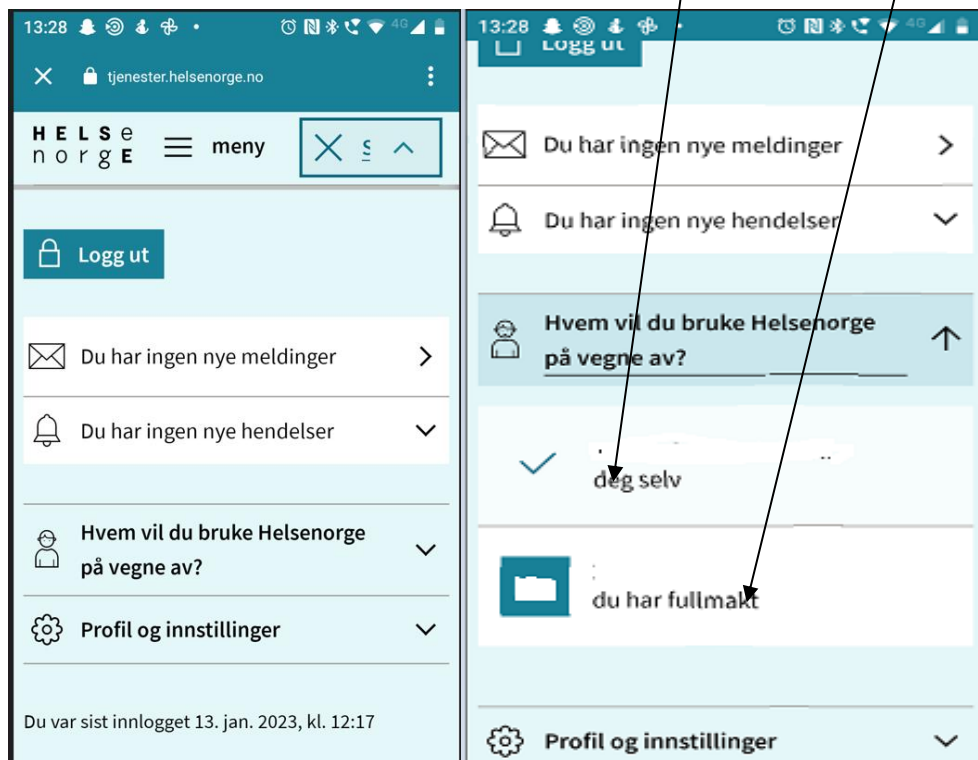 13:28
4G
tjenester.helsenorge.no
HELSe
norgE
meny
S
Logg ut
Du har ingen nye meldinger
Du har ingen nye hendelser
Hvem vil du bruke Helsenorge
på vegne av?
Profil og innstillinger
Du var sist innlogget 13. jan. 2023, kl. 12:17
13:28
4G
Logg ut
Du har ingen nye meldinger
Du har ingen nye hendelser
Hvem vil du bruke Helsenorge
på vegne av?
deg selv
du har fullmakt
Profil og innstillinger